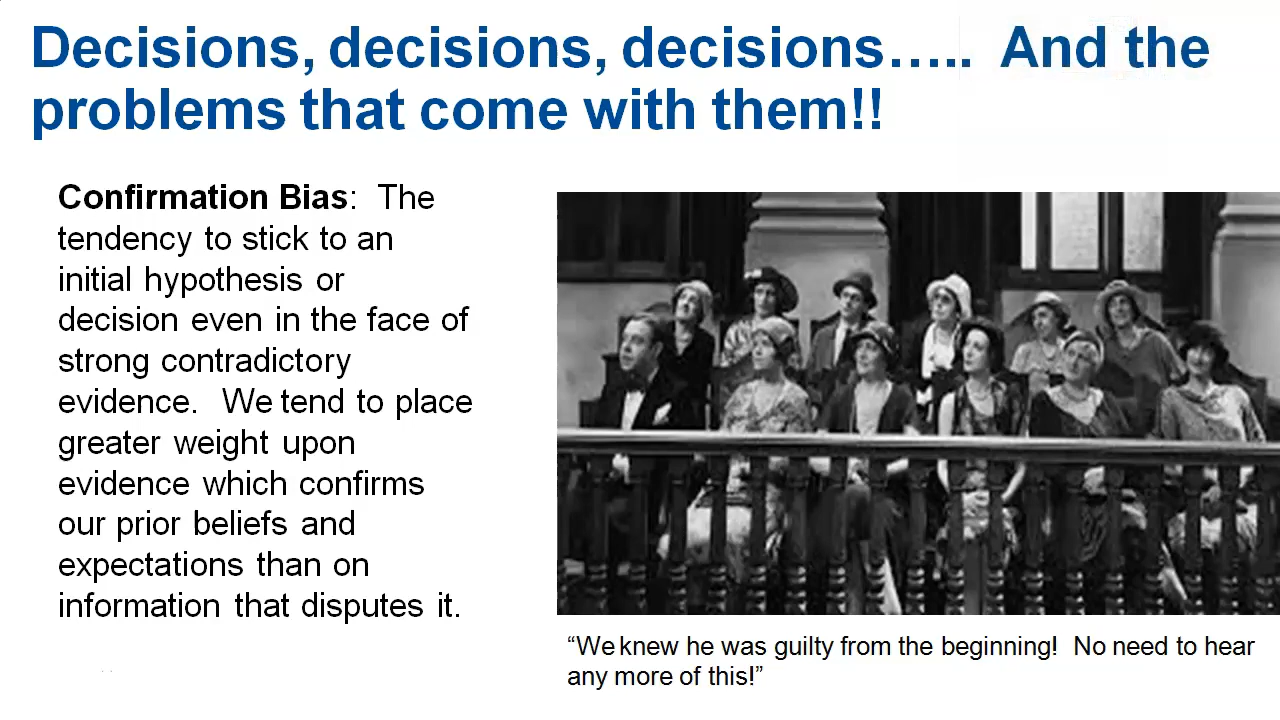 Decisions, decisions, decisions….. And the
problems that come with them!!
Confirmation Bias: The
tendency to stick to an
initial hypothesis or
decision even in the face of
strong contradictory
evidence. We tend to place
greater weight upon
evidence which confirms
our prior beliefs and
expectations than on
information that disputes it.
“We knew he was guilty from the beginning! No need to hear
any more of this!”